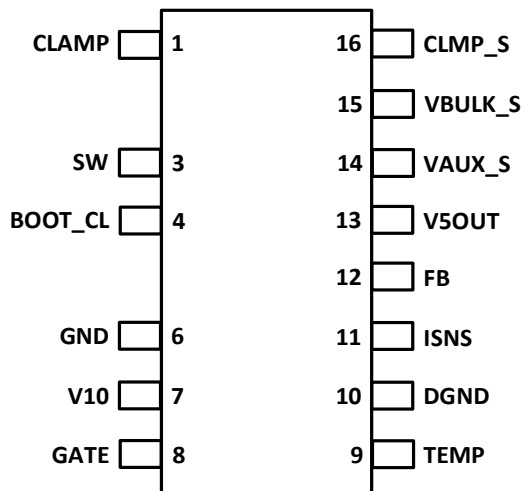 CLAMP 1 16 CLMP_S
15 VBULK_S
SW 3 14 VAUX_S
BOOT_CL 4 13 V5OUT
12 FB
GND 6 11 ISNS
V10 7 10 DGND
GATE 8 9 TEMP